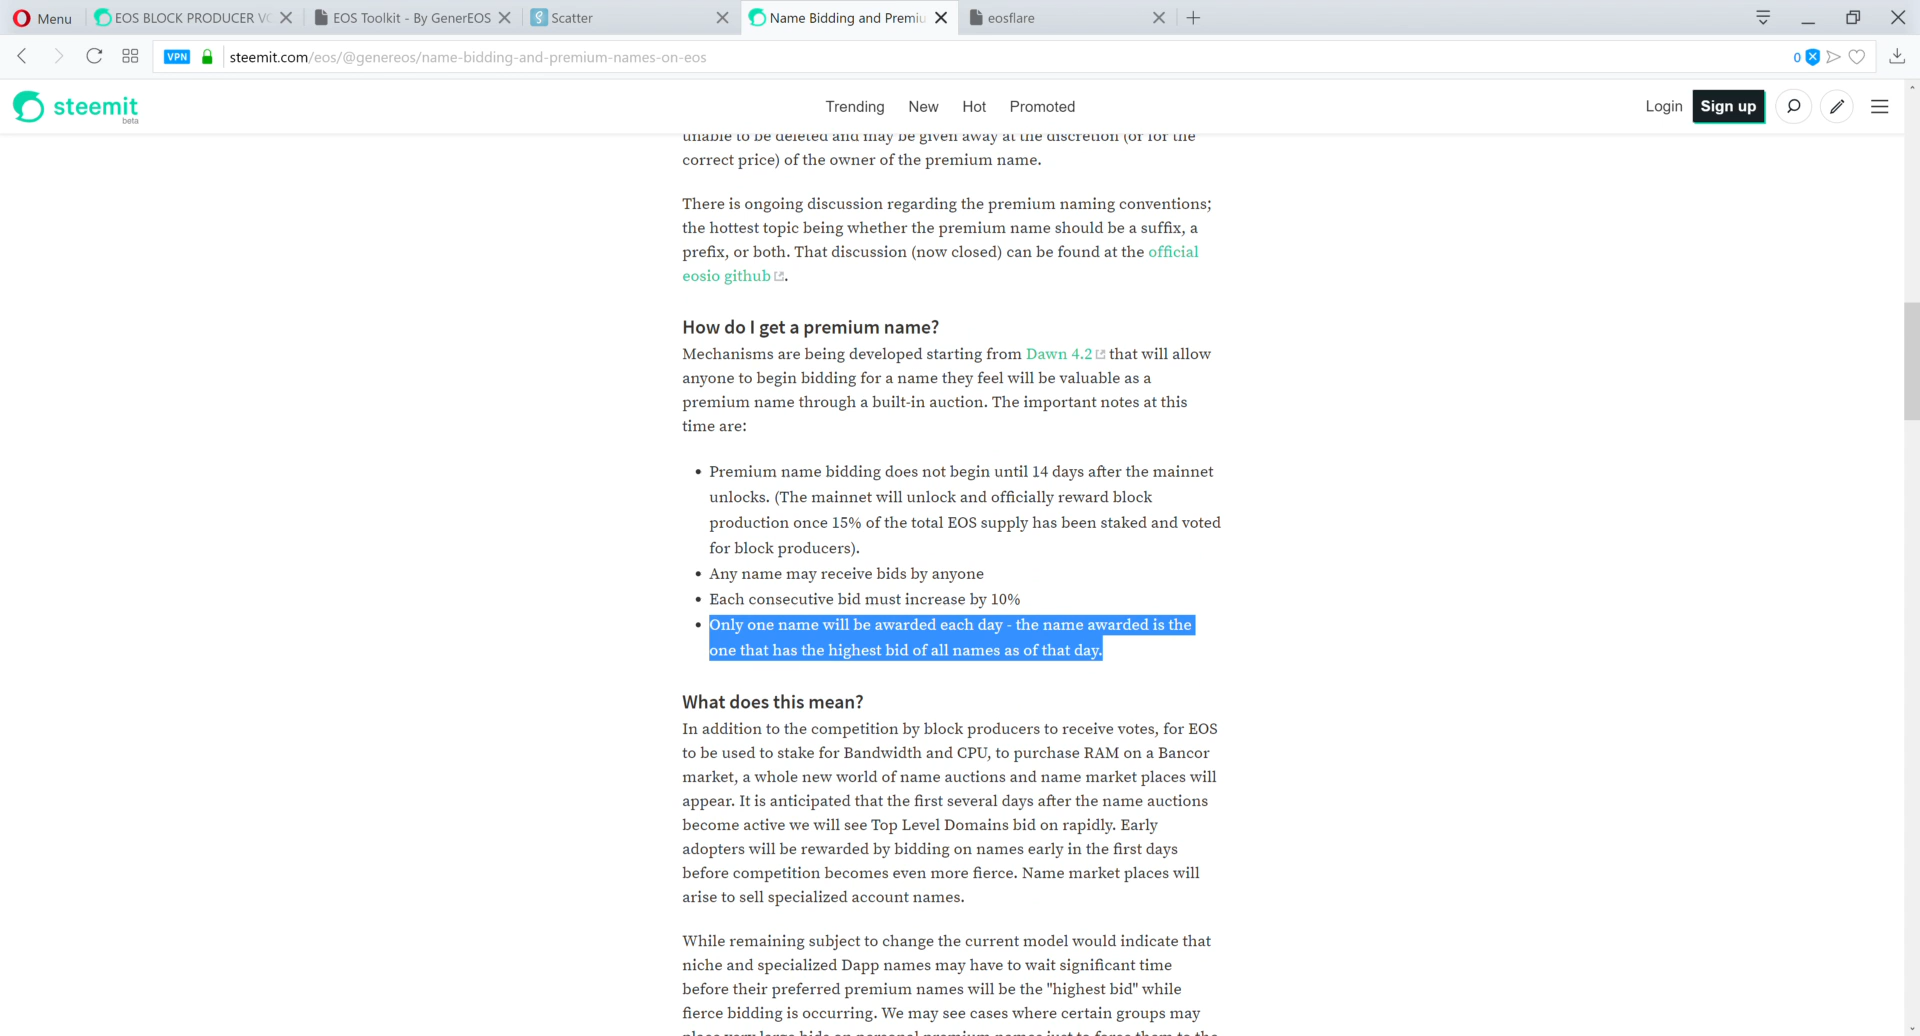 Menu
EOS BLOCK PRODUCER VO
EOS Toolkit - By GenerEOS
Scatter
Name Bidding and Premiu
eosflare
VPN
steemit.com/eos/@genereos/name-bidding-and-premium-names-on-eos
0
steemit
beta
Trending New Hot Promoted
Login Sign up
unable to be deleted and may be given away at the discretion (or for the
correct price) of the owner of the premium name.
There is ongoing discussion regarding the premium naming conventions;
the hottest topic being whether the premium name should be a suffix, a
prefix, or both. That discussion (now closed) can be found at the official
eosio github.
How do I get a premium name?
Mechanisms are being developed starting from Dawn 4.2 that will allow
anyone to begin bidding for a name they feel will be valuable as a
premium name through a built-in auction. The important notes at this
time are:
• Premium name bidding does not begin until 14 days after the mainnet
unlocks. (The mainnet will unlock and officially reward block
production once 15% of the total EOS supply has been staked and voted
for block producers).
• Any name may receive bids by anyone
• Each consecutive bid must increase by 10%
• Only one name will be awarded each day - the name awarded is the
one that has the highest bid of all names as of that day.
What does this mean?
In addition to the competition by block producers to receive votes, for EOS
to be used to stake for Bandwidth and CPU, to purchase RAM on a Bancor
market, a whole new world of name auctions and name market places will
appear. It is anticipated that the first several days after the name auctions
become active we will see Top Level Domains bid on rapidly. Early
adopters will be rewarded by bidding on names early in the first days
before competition becomes even more fierce. Name market places will
arise to sell specialized account names.
While remaining subject to change the current model would indicate that
niche and specialized Dapp names may have to wait significant time
before their preferred premium names will be the "highest bid" while
fierce bidding is occurring. We may see cases where certain groups may
place very large bids on personal premium names just to force them to the